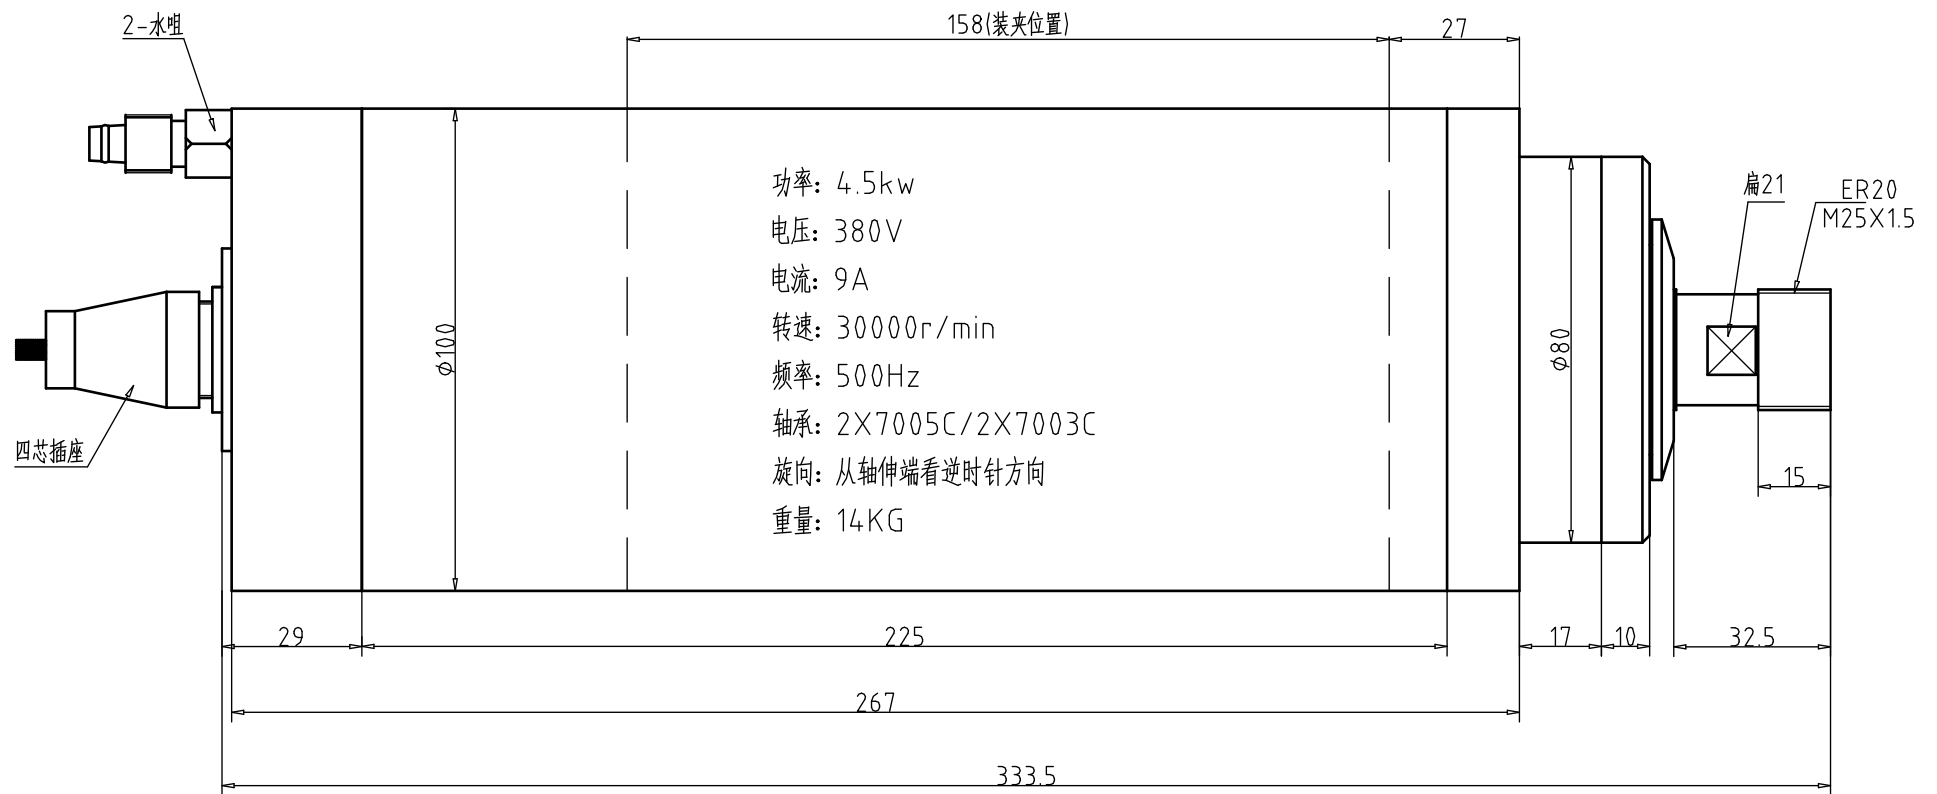 2-水咀
158(装夹位置)
27
功率: 4.5kw
电压: 380V
电流: 9A
转速: 30000r/min
频率: 500Hz
轴承: 2X7005C/2X7003C
旋向: 从轴伸端看逆时针方向
重量: 14KG
扁21
ER20
M25X1.5
ϕ100
ϕ80
四芯插座
15
29
225
17
10
32.5
267
333.5